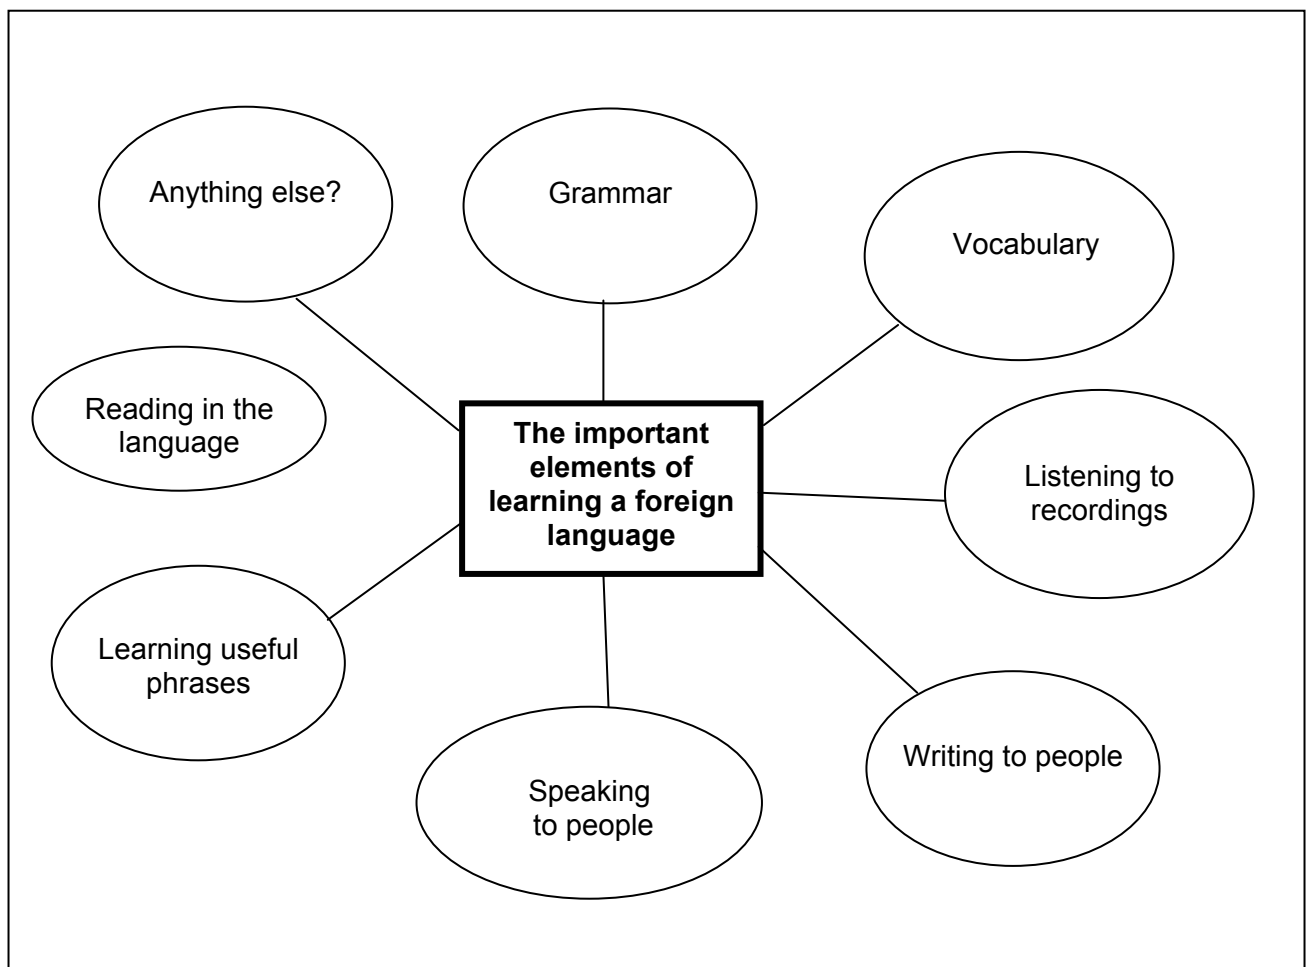 Anything else?
Grammar
Vocabulary
Reading in the
language
The important
elements of
learning a foreign
language
Listening to
recordings
Learning useful
phrases
Speaking
to people
Writing to people